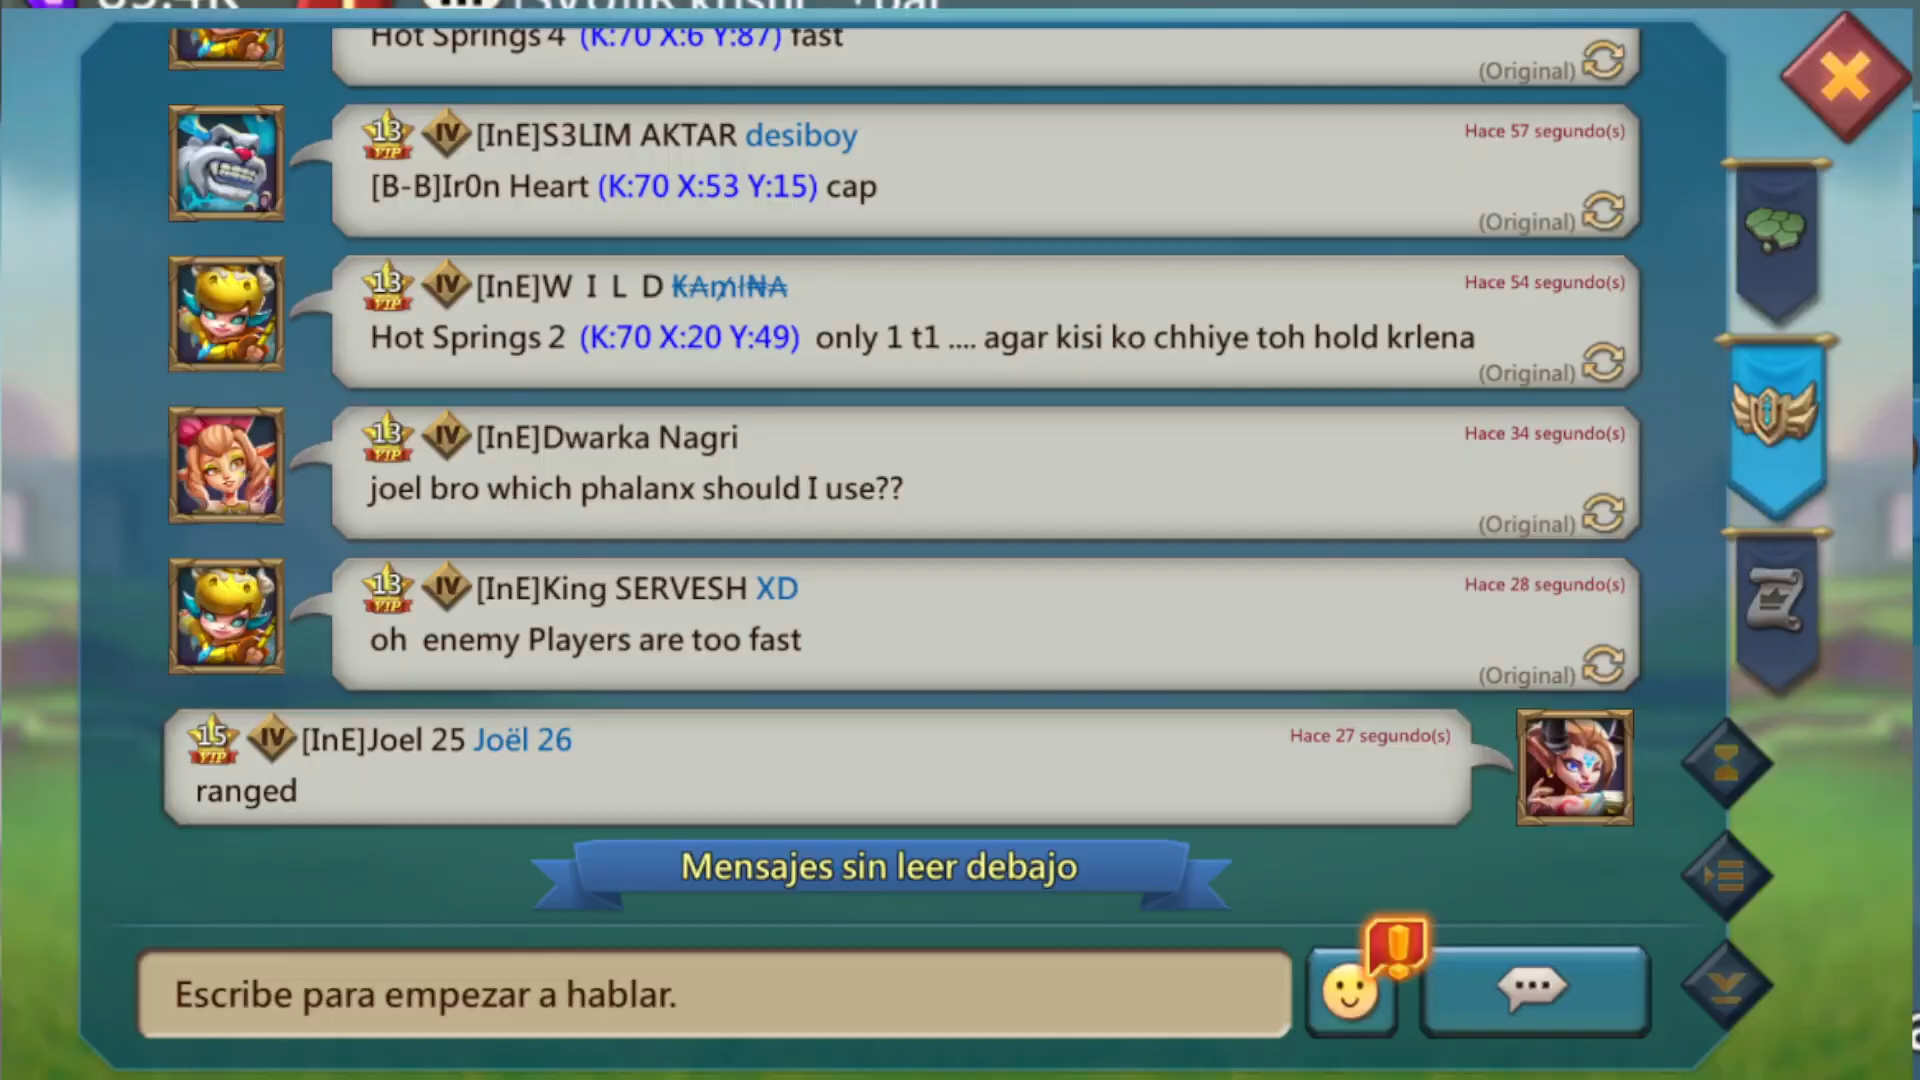 Hot Springs 4 (K:70 X:6 Y:87) fast
(Original)
13 VIP IV [InE]S3LIM AKTAR desiboy
Hace 57 segundo(s)
[B-B]Ir0n Heart (K:70 X:53 Y:15) cap
(Original)
13 VIP IV [InE]W I L D ₭₳m̸ł₦₳
Hace 54 segundo(s)
Hot Springs 2 (K:70 X:20 Y:49) only 1 t1 .... agar kisi ko chhiye toh hold krlena
(Original)
13 VIP IV [InE]Dwarka Nagri
Hace 34 segundo(s)
joel bro which phalanx should I use??
(Original)
13 VIP IV [InE]King SERVESH XD
Hace 28 segundo(s)
oh enemy Players are too fast
(Original)
15 VIP IV [InE]Joel 25 Joël 26
Hace 27 segundo(s)
ranged
Mensajes sin leer debajo
Escribe para empezar a hablar.